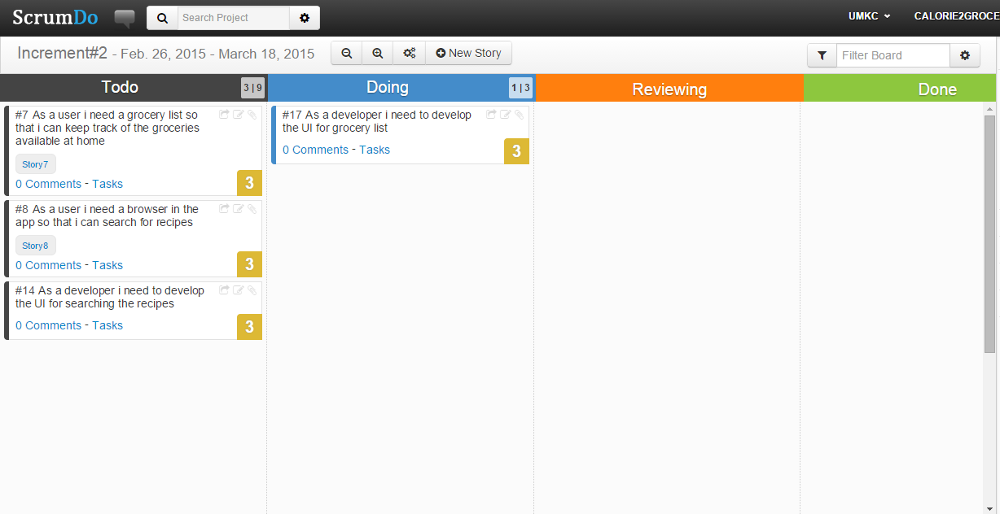 ScrumDo
Search Project
UMKC
CALORIE2GROCE
Increment#2 - Feb. 26, 2015 - March 18, 2015
New Story
Filter Board
Todo
3 | 9
Doing
1 | 3
Reviewing
Done
#7 As a user i need a grocery list so
that i can keep track of the groceries
available at home
Story7
0 Comments - Tasks
3
#8 As a user i need a browser in the
app so that i can search for recipes
Story8
0 Comments - Tasks
3
#14 As a developer i need to develop
the UI for searching the recipes
0 Comments - Tasks
3
#17 As a developer i need to develop
the UI for grocery list
0 Comments - Tasks
3